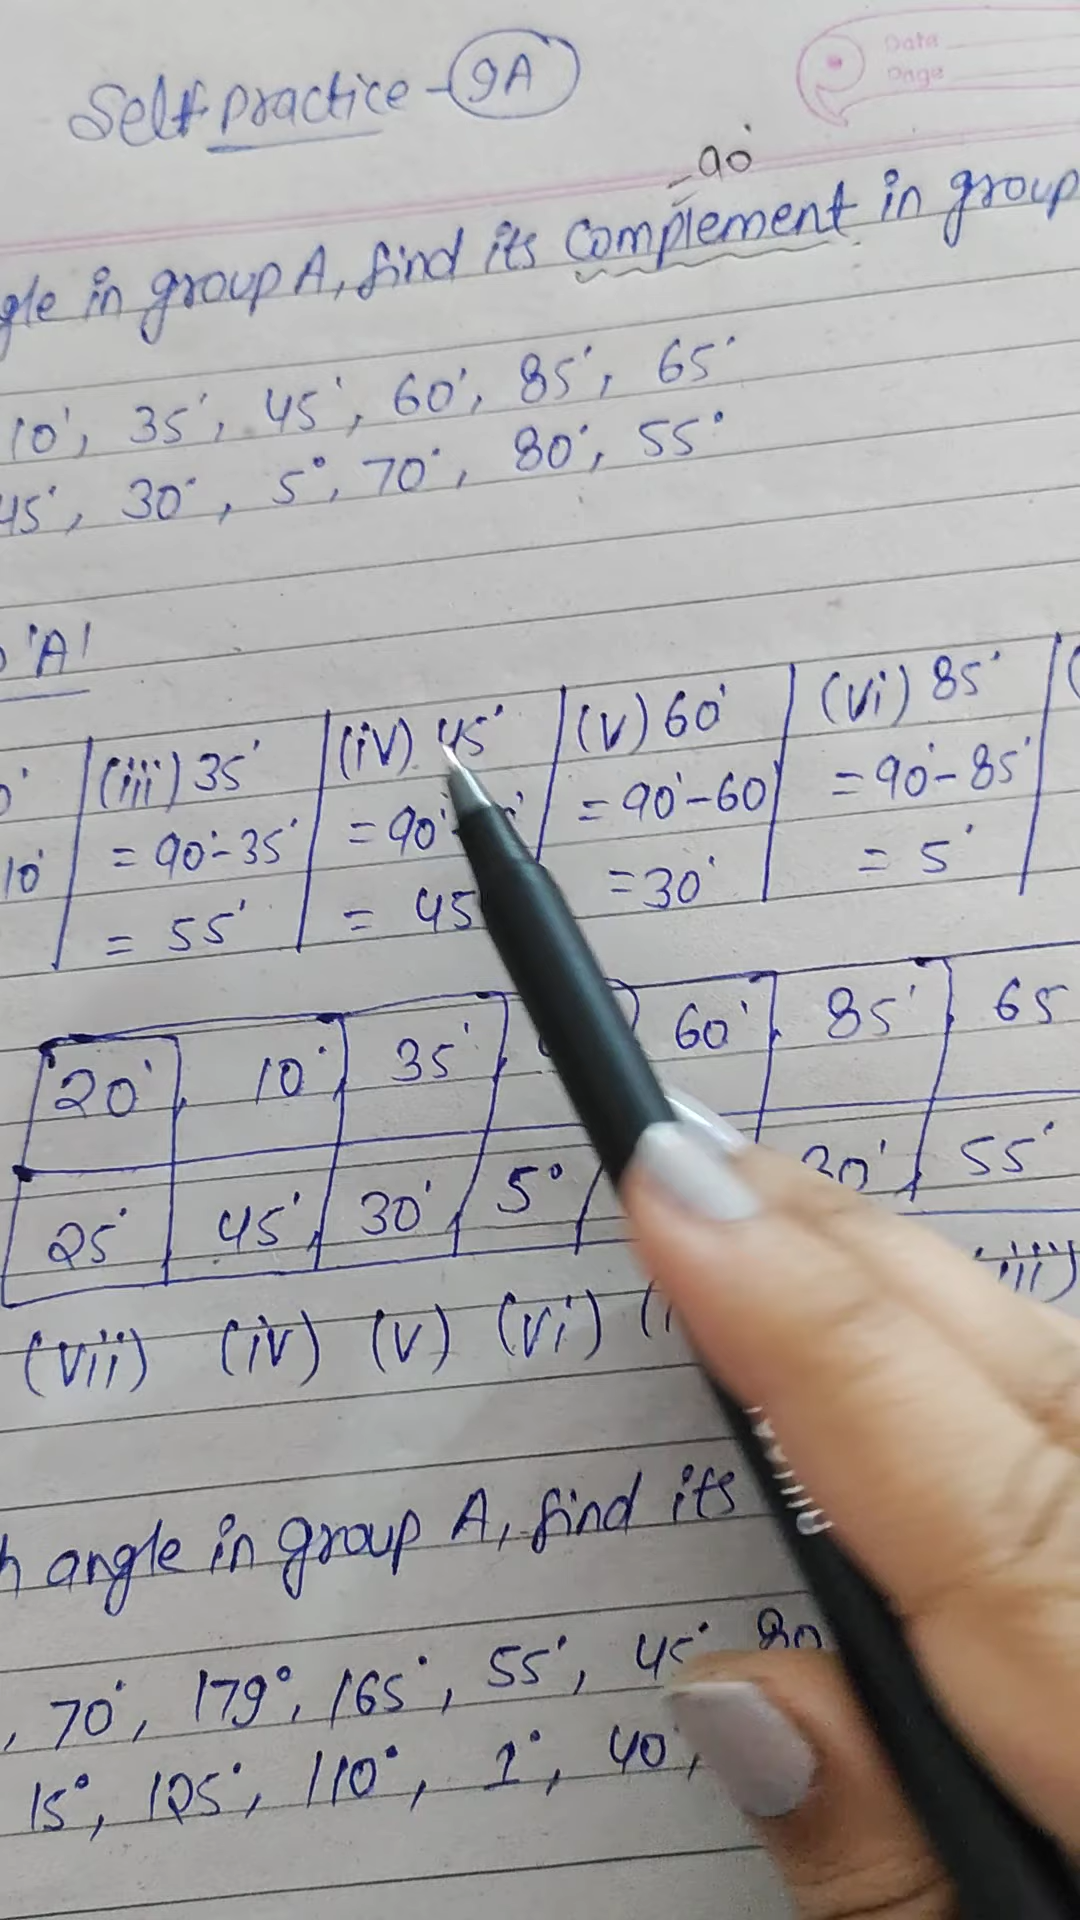 Date
Page
Self practice - 9A
= 90°
gle in group A, find its complement in group
10°, 35°, 45°, 60°, 85°, 65°
45°, 30°, 5°, 70°, 80°, 55°
'A'
(iii) 35° (iv) 45° (v) 60° (vi) 85°
10° = 90°-35° = 90° = 90°-60 = 90°-85°
= 55° = 45 = 30° = 5°
20° 10° 35° 60° 85° 65
25° 45° 30° 5° 55°
(vii) (iv) (v) (vi) iii)
h angle in group A, find its
, 70°, 179°, 165°, 55°, 45°
15°, 125°, 110°, 1°, 40,